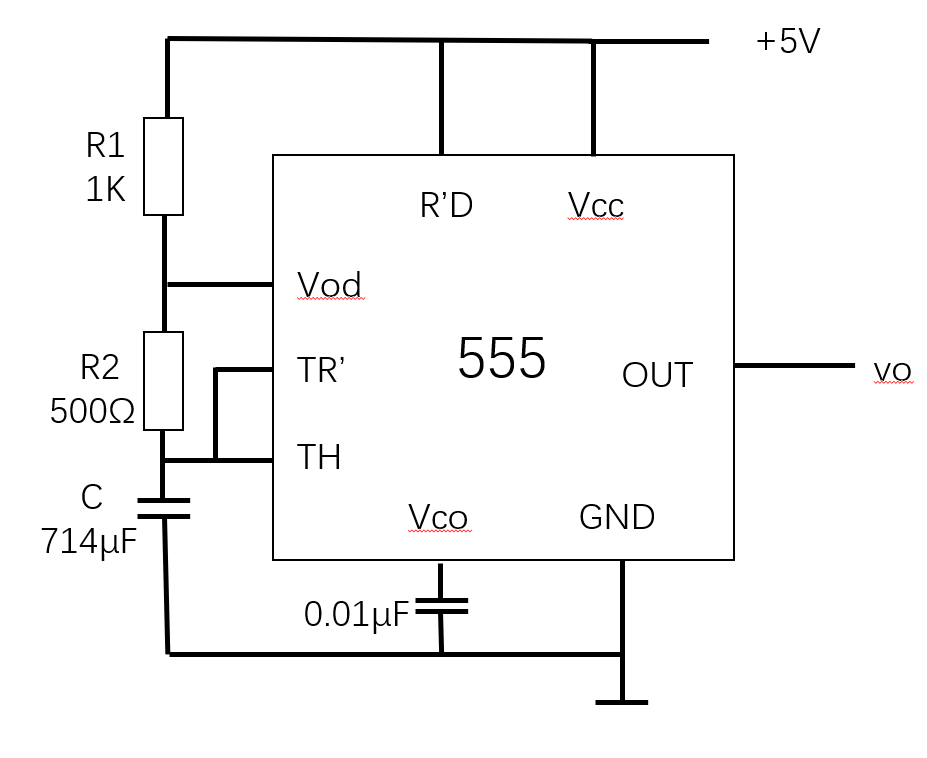 +5V
R1
1K
R'D
Vcc
Vod
R2
500Ω
TR'
555
OUT
vo
TH
C
714μF
Vco
GND
0.01μF